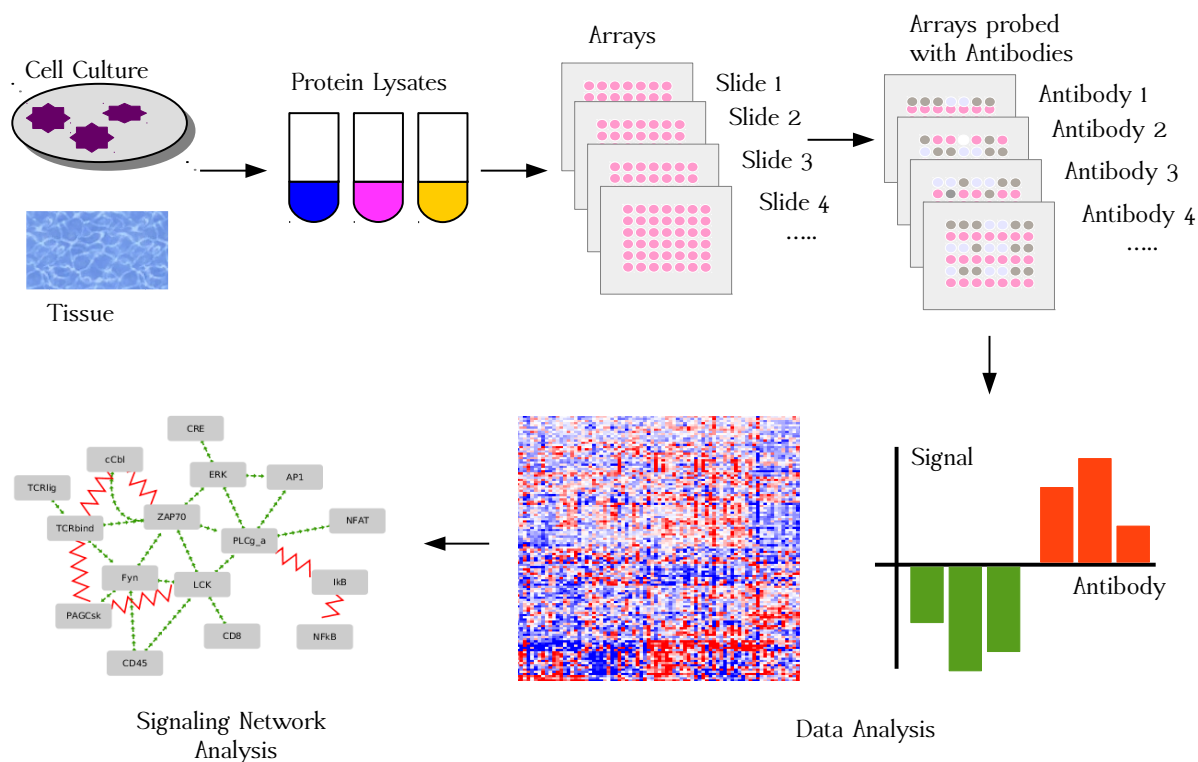 Cell Culture
Tissue
Protein Lysates
Arrays
Slide 1
Slide 2
Slide 3
Slide 4
.....
Arrays probed
with Antibodies
Antibody 1
Antibody 2
Antibody 3
Antibody 4
.....
Signal
Antibody
Data Analysis
CRE
cCbl
ERK
AP1
TCRlig
ZAP70
NFAT
TCRbind
PLCg_a
Fyn
LCK
IkB
PAGCsk
CD8
NFkB
CD45
Signaling Network
Analysis